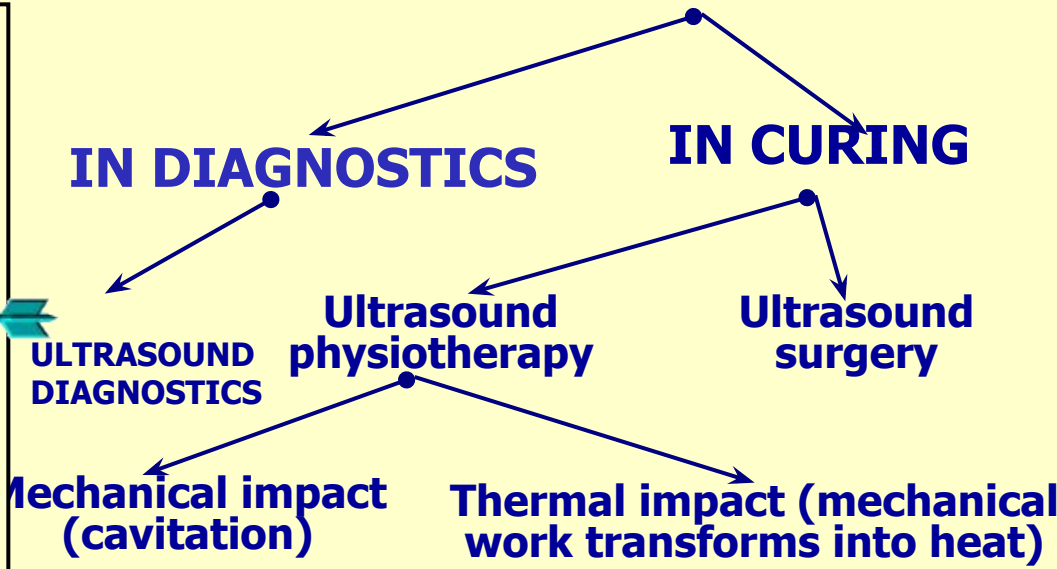 IN DIAGNOSTICS
IN CURING
ULTRASOUND
DIAGNOSTICS
Ultrasound
physiotherapy
Ultrasound
surgery
Mechanical impact
(cavitation)
Thermal impact (mechanical
work transforms into heat)